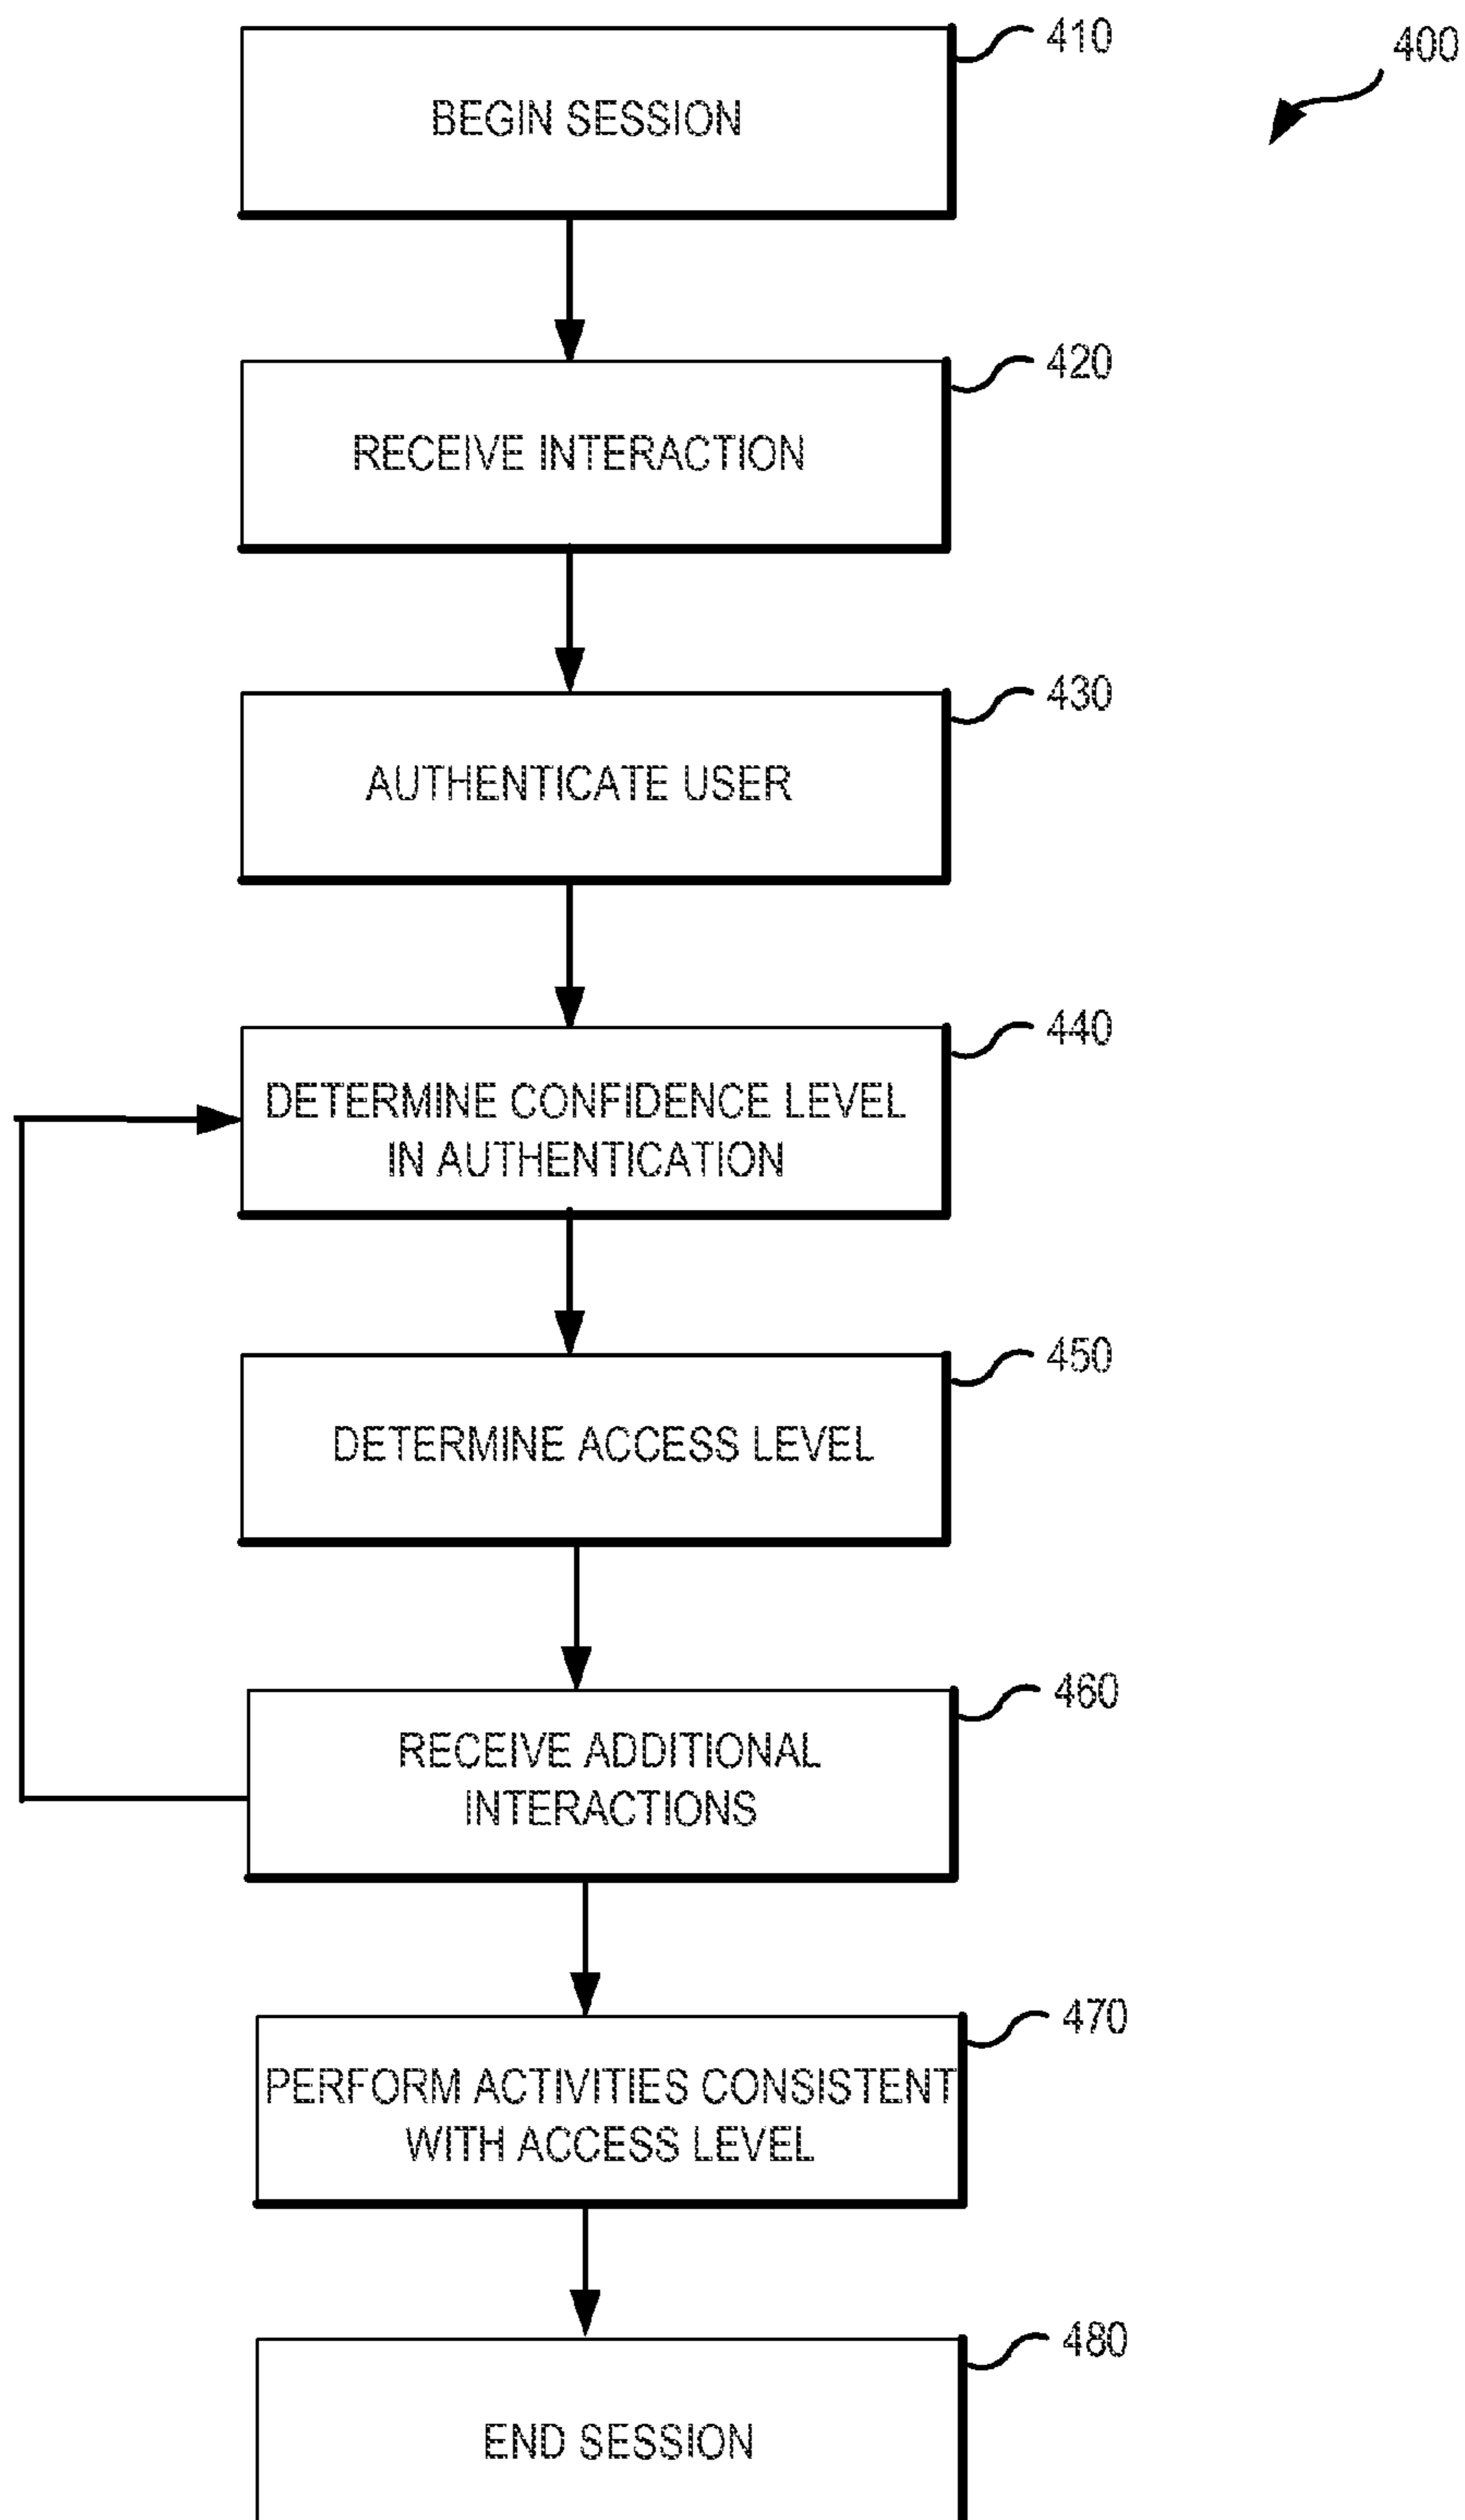 410
400
BEGIN SESSION
420
RECEIVE INTERACTION
430
AUTHENTICATE USER
440
DETERMINE CONFIDENCE LEVEL
IN AUTHENTICATION
450
DETERMINE ACCESS LEVEL
460
RECEIVE ADDITIONAL
INTERACTIONS
470
PERFORM ACTIVITIES CONSISTENT
WITH ACCESS LEVEL
480
END SESSION